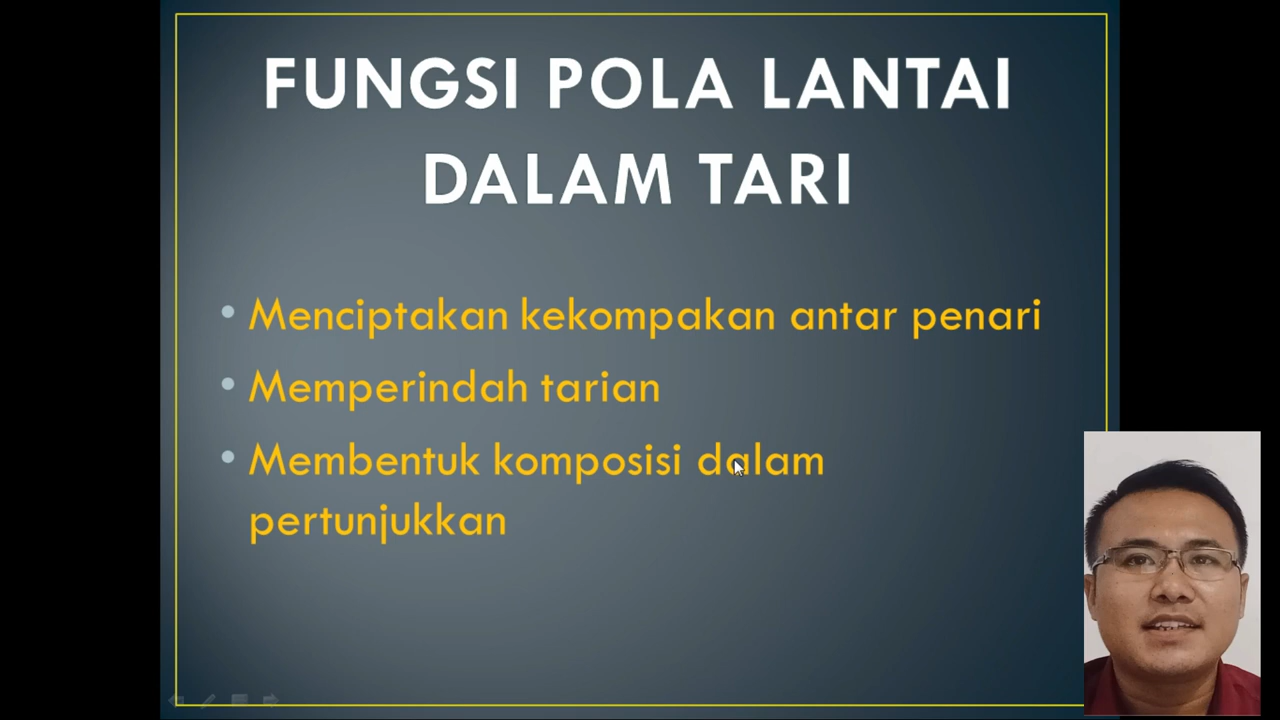 FUNGSI POLA LANTAI
DALAM TARI
• Menciptakan kekompakan antar penari
• Memperindah tarian
• Membentuk komposisi dalam
pertunjukkan